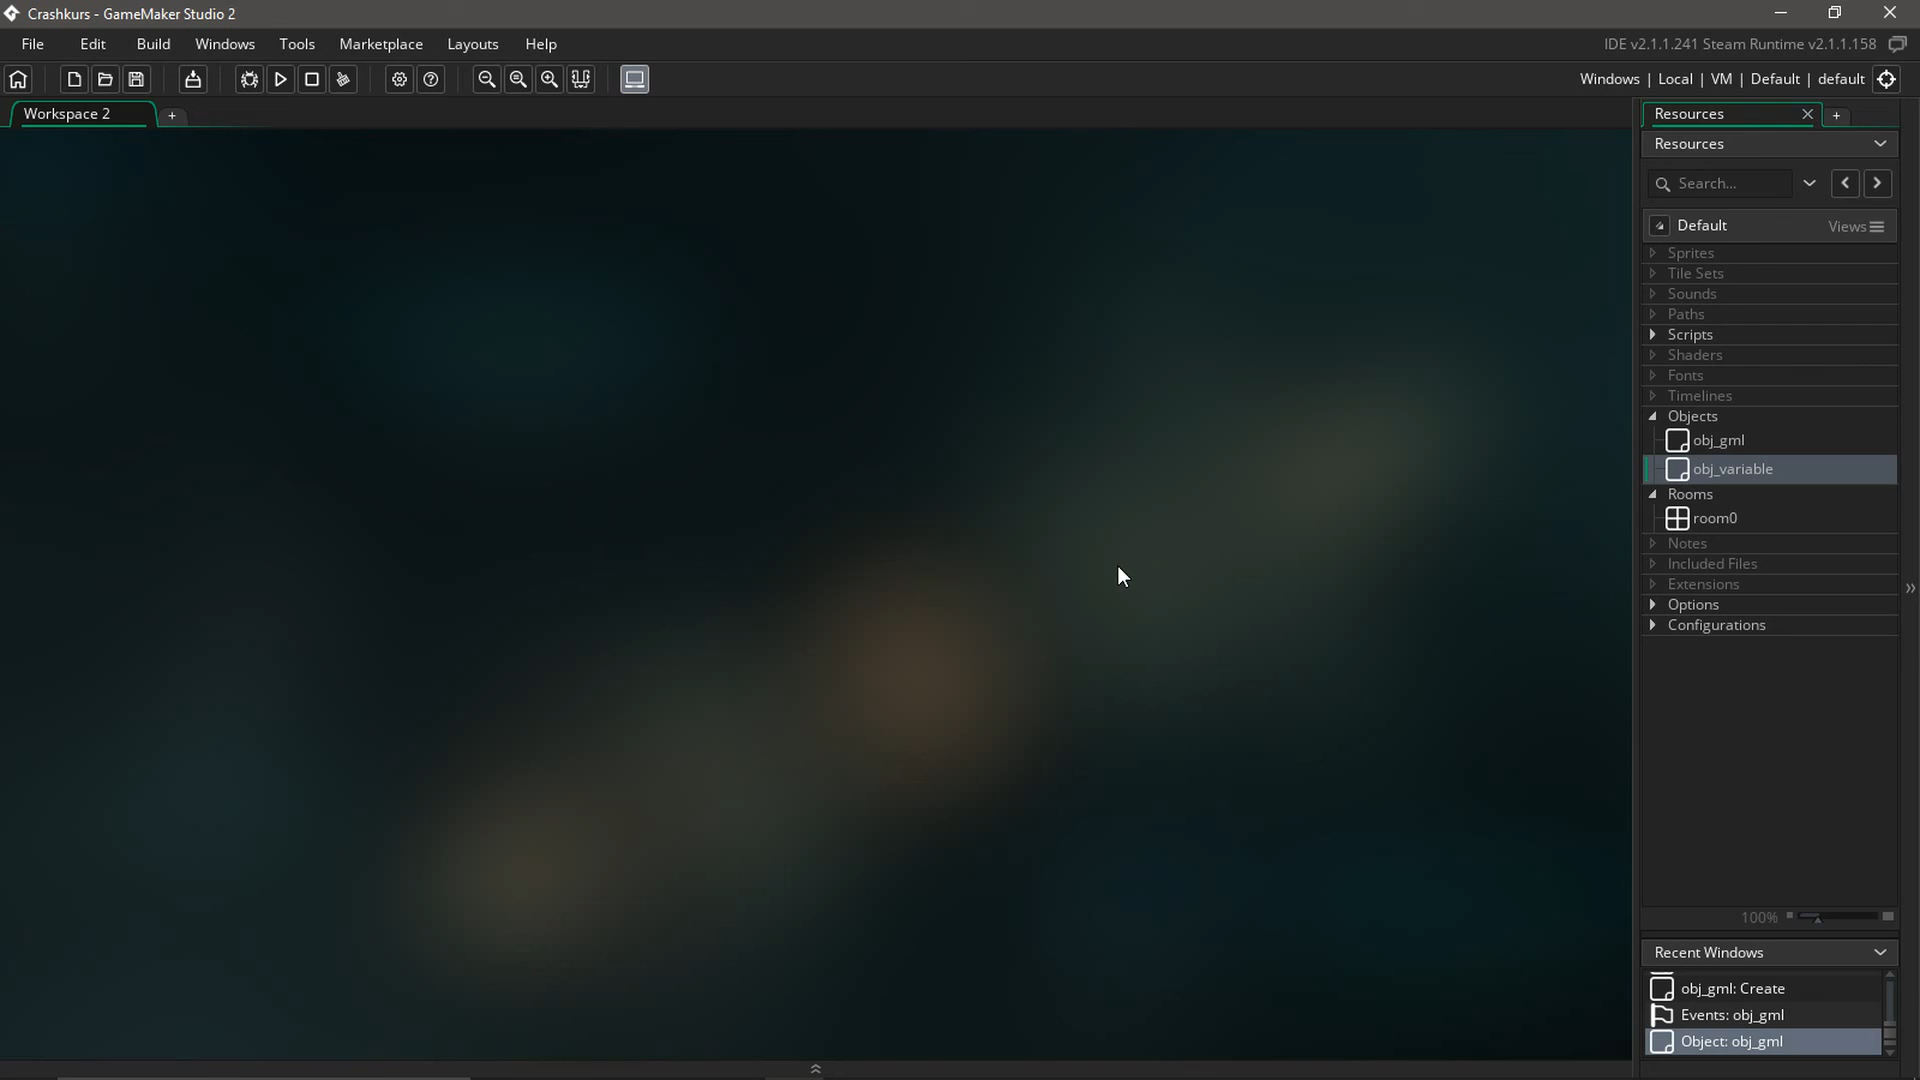 Crashkurs - GameMaker Studio 2
File Edit Build Windows Tools Marketplace Layouts Help
IDE v2.1.1.241 Steam Runtime v2.1.1.158
Windows | Local | VM | Default | default
Workspace 2
+
Resources
+
Resources
Search...
Default Views
Sprites
Tile Sets
Sounds
Paths
Scripts
Shaders
Fonts
Timelines
Objects
obj_gml
obj_variable
Rooms
room0
Notes
Included Files
Extensions
Options
Configurations
100%
Recent Windows
obj_gml: Create
Events: obj_gml
Object: obj_gml